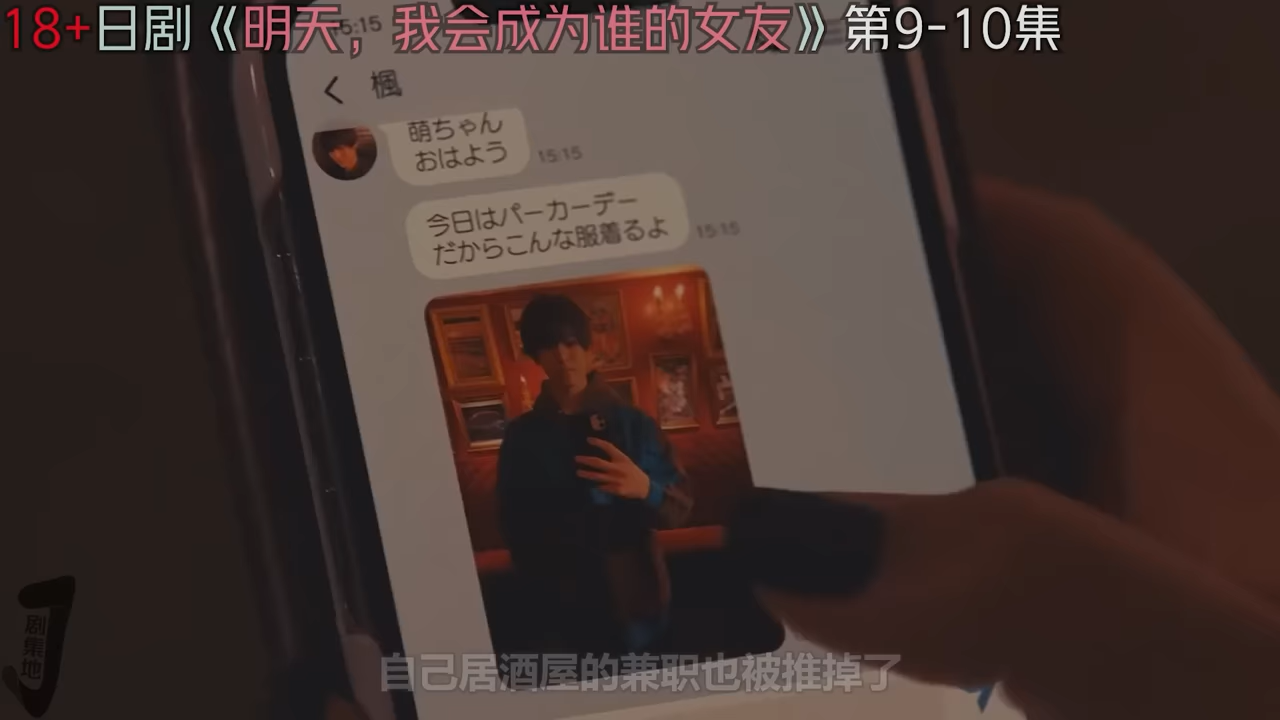 18+日剧《明天，我会成为谁的女友》第9-10集
15:15
く 楓
萌ちゃん
おはよう
15:15
今日はパーカーデー
だからこんな服着るよ
15:15
剧集地
自己居酒屋的兼职也被推掉了